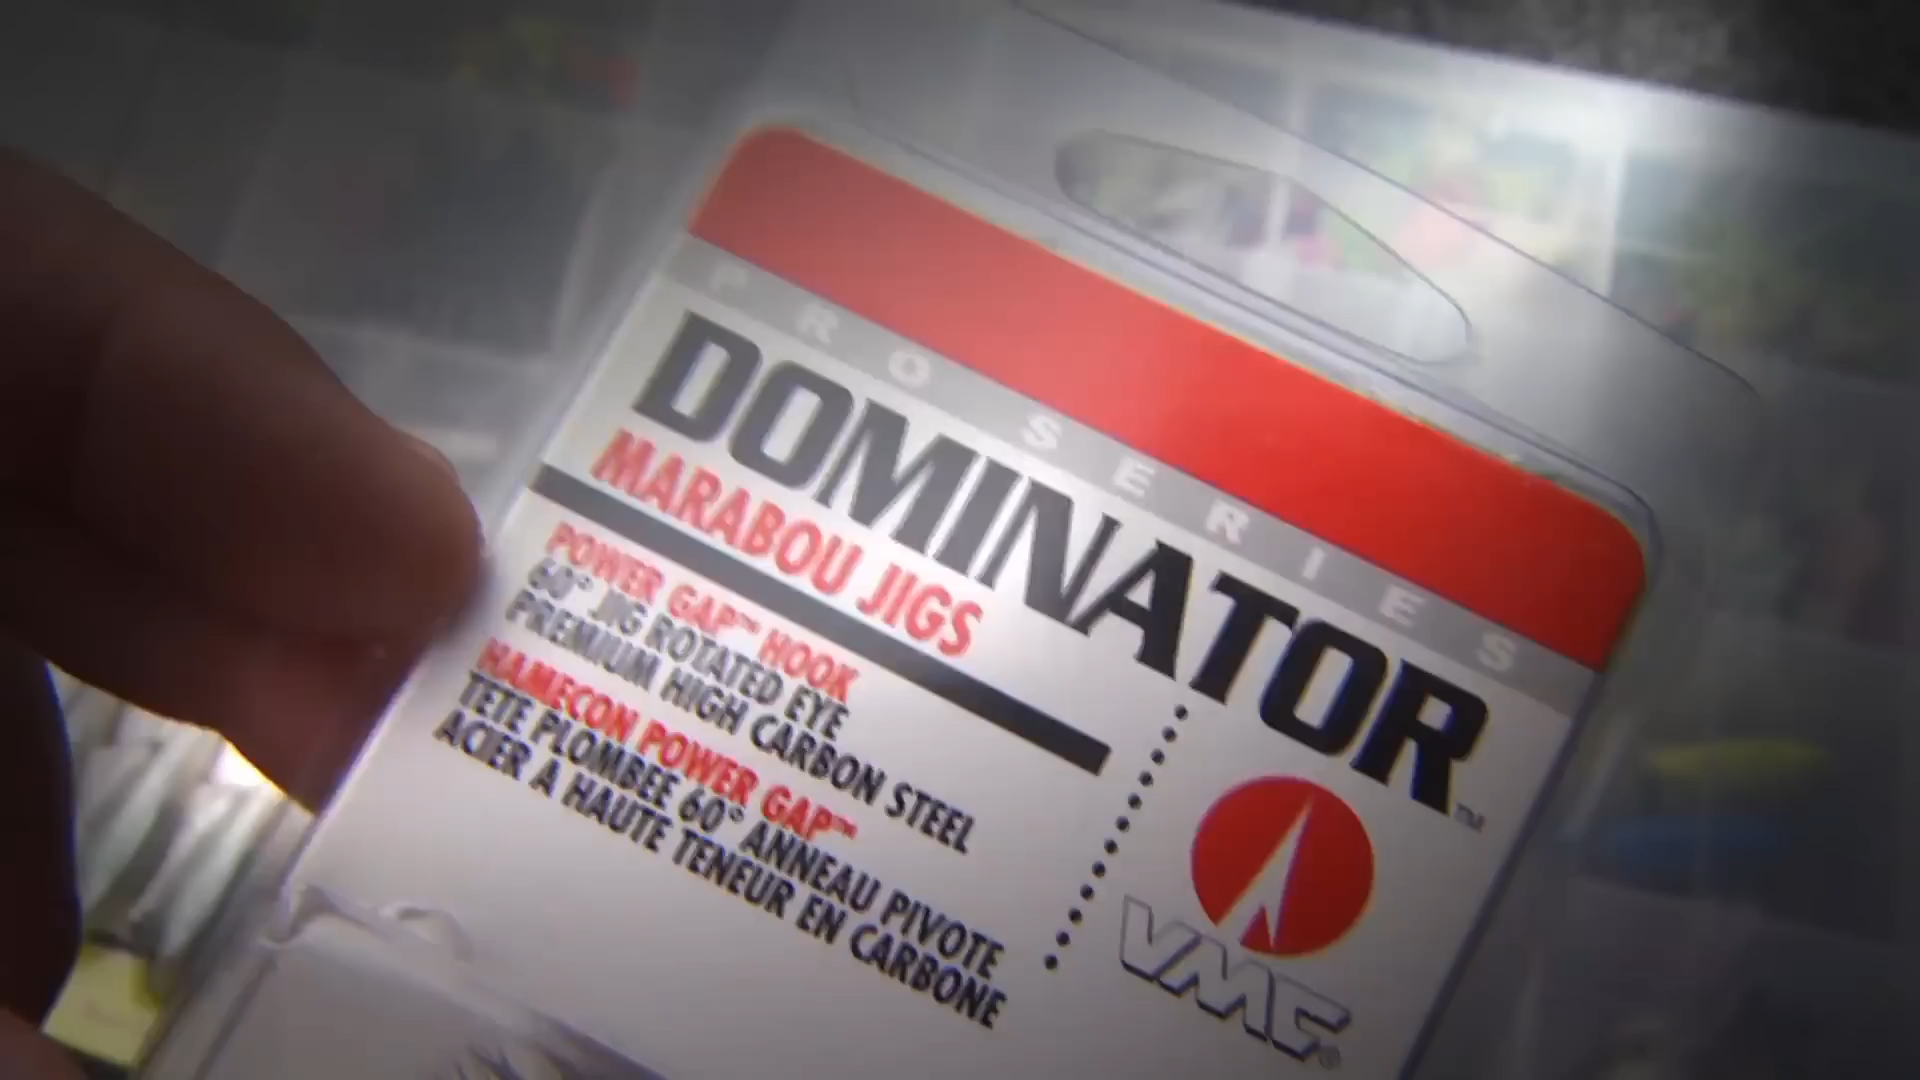 PRO SERIES
DOMINATOR™
MARABOU JIGS
POWER GAP™ HOOK
60° JIG ROTATED EYE
PREMIUM HIGH CARBON STEEL
HAMECON POWER GAP™
TETE PLOMBEE 60° ANNEAU PIVOTE
ACIER A HAUTE TENEUR EN CARBONE
VMC®